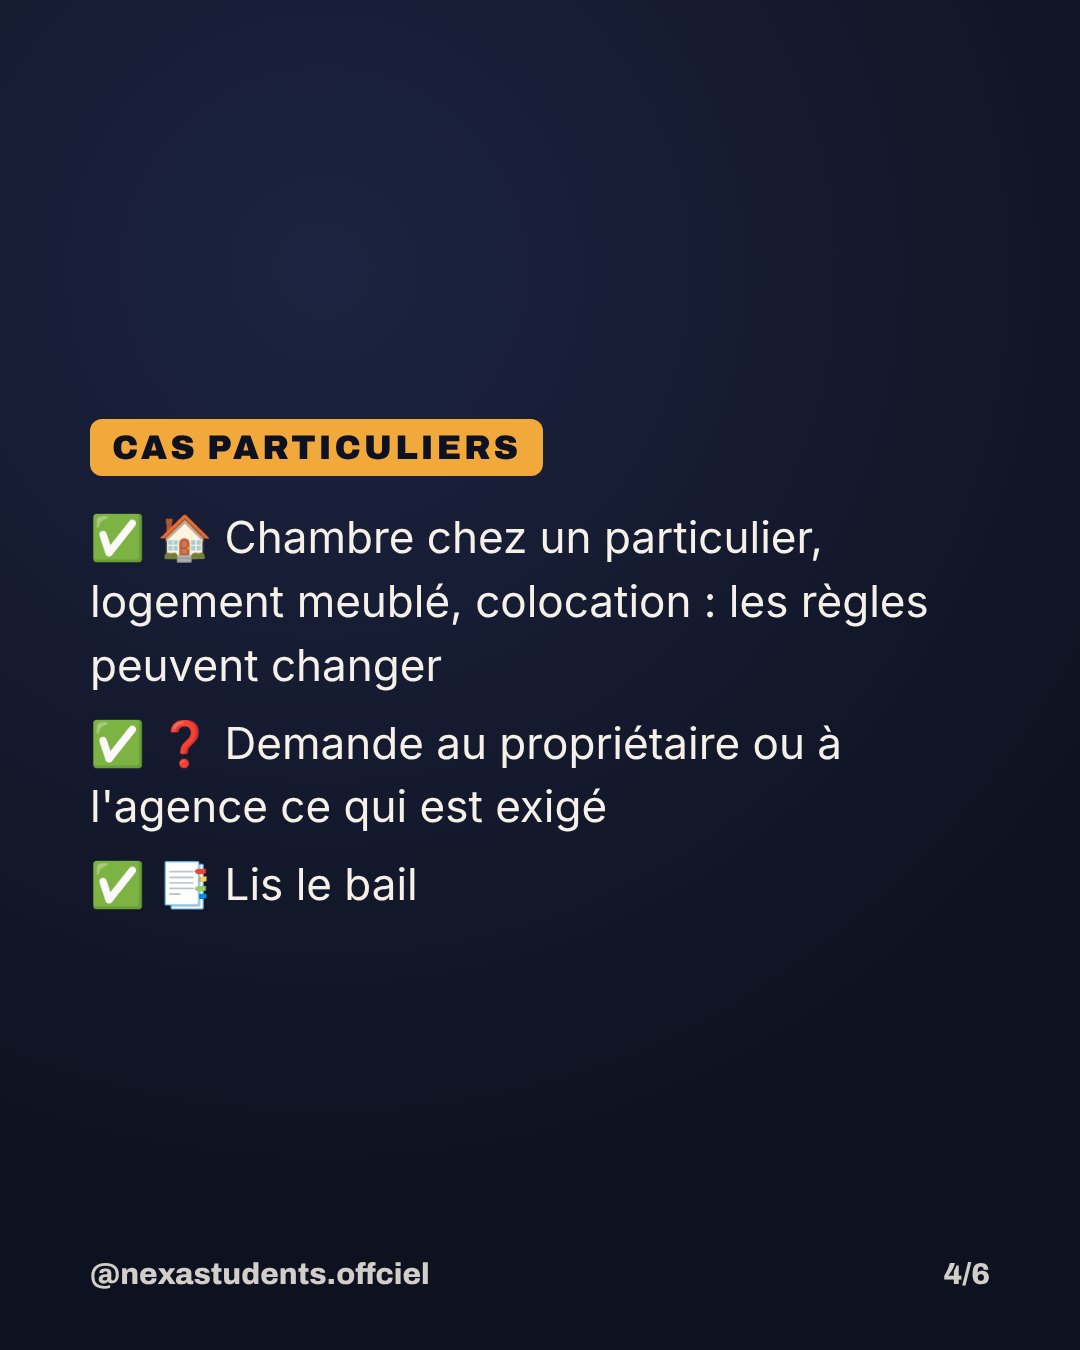 CAS PARTICULIERS
✅ 🏠 Chambre chez un particulier,
logement meublé, colocation : les règles
peuvent changer
✅ ❓ Demande au propriétaire ou à
l'agence ce qui est exigé
✅ 📑 Lis le bail
@nexastudents.offciel
4/6